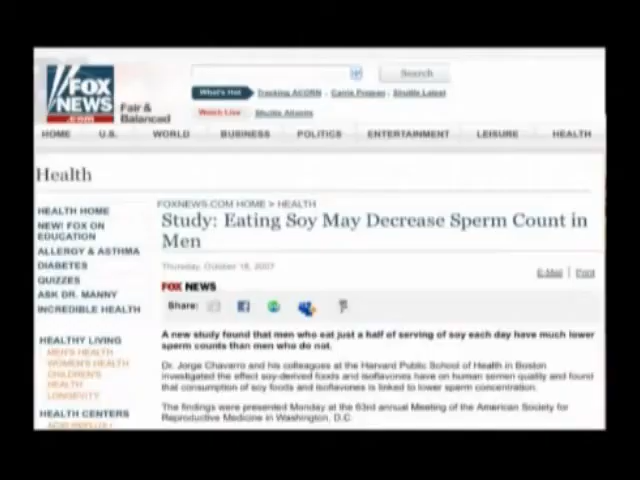 FOX
NEWS
.com
Fair &
Balanced
Search
What's Hot
Tracking ACORN
Shuttle Latest
Watch Live
Shuttle Atlantis
HOME U.S. WORLD BUSINESS POLITICS ENTERTAINMENT LEISURE HEALTH
Health
HEALTH HOME
NEW! FOX ON
EDUCATION
ALLERGY & ASTHMA
DIABETES
QUIZZES
ASK DR. MANNY
INCREDIBLE HEALTH
HEALTHY LIVING
MEN'S HEALTH
WOMEN'S HEALTH
CHILDREN'S
HEALTH
LONGEVITY
HEALTH CENTERS
FOXNEWS.COM HOME > HEALTH
Study: Eating Soy May Decrease Sperm Count in
Men
2007
E-Mail | Print
FOX NEWS
Share:
A new study found that men who eat just a half of serving of soy each day have much lower
sperm counts than men who do not.
Dr. Jorge Chavarro and his colleagues at the Harvard Public School of Health in Boston
investigated the effect soy-derived foods and isoflavones have on human semen quality and found
that consumption of soy foods and isoflavones is linked to lower sperm concentration.
The findings were presented Monday at the 63rd annual Meeting of the American Society for
Reproductive Medicine in Washington, D.C.